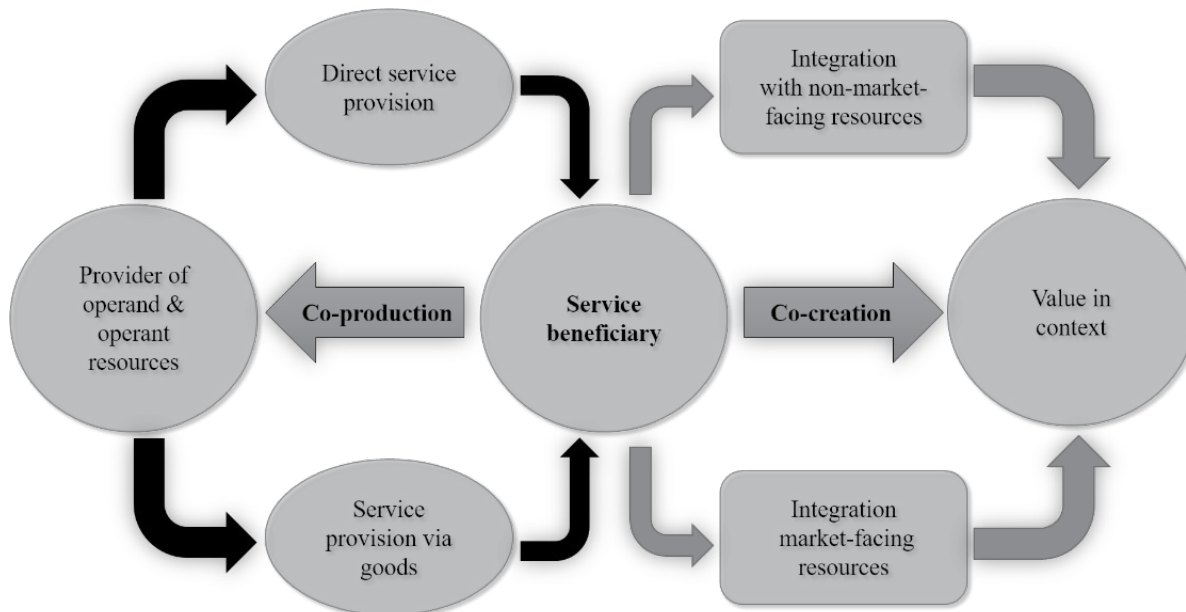 Direct service
provision
Integration
with non-market-
facing resources
Provider of
operand &
operant
resources
Co-production
Service
beneficiary
Co-creation
Value in
context
Service
provision via
goods
Integration
market-facing
resources